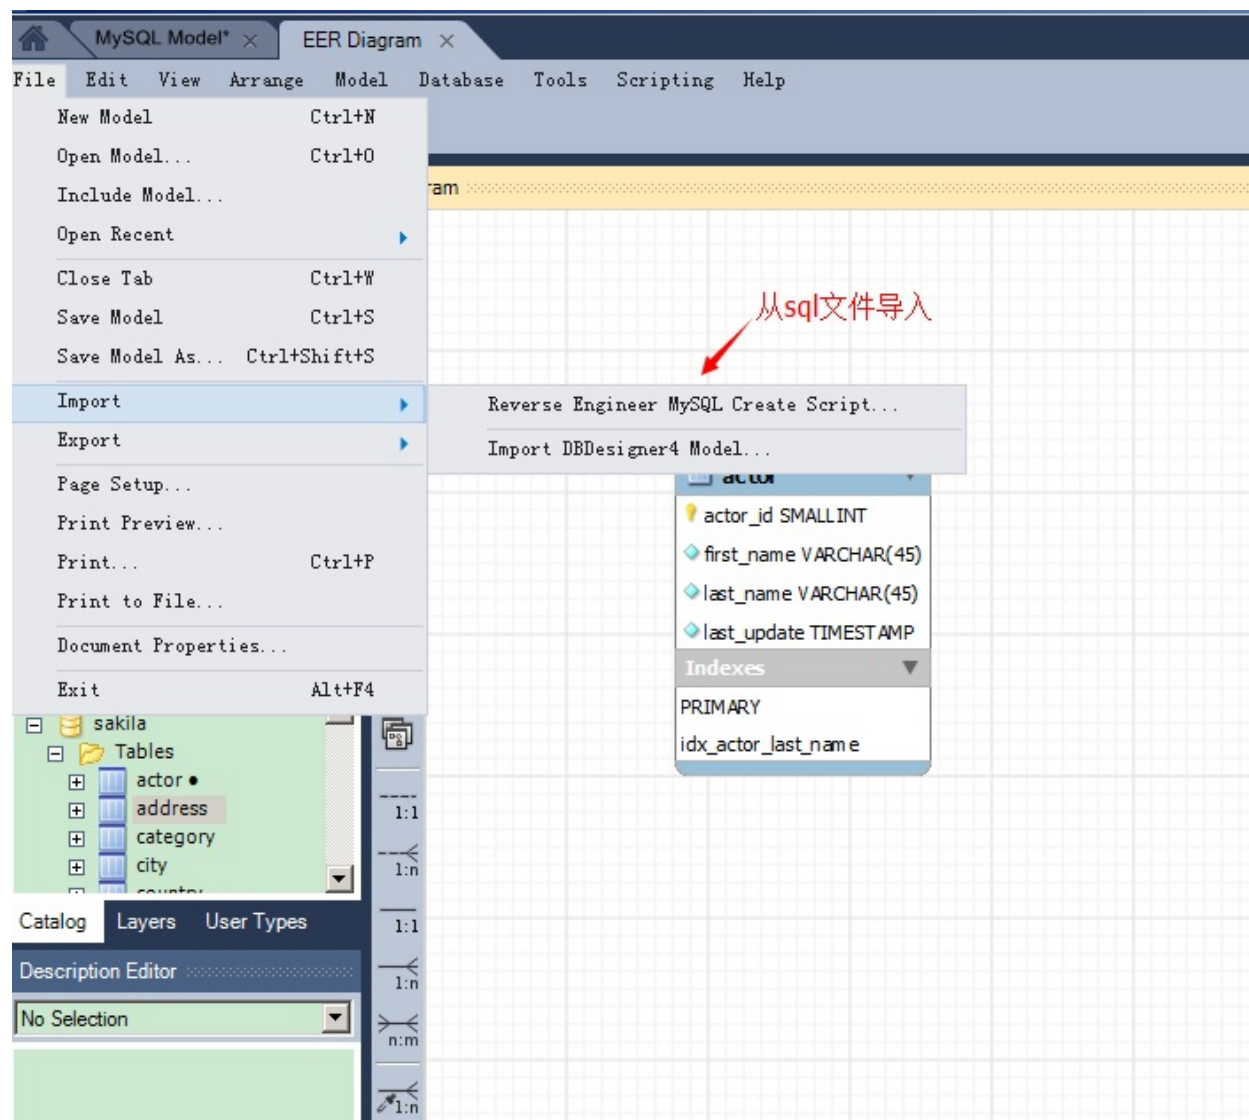 MySQL Model* EER Diagram
File Edit View Arrange Model Database Tools Scripting Help
New Model Ctrl+N
Open Model... Ctrl+O
Include Model...
Open Recent
Close Tab Ctrl+W
Save Model Ctrl+S
Save Model As... Ctrl+Shift+S
Import
Export
Page Setup...
Print Preview...
Print... Ctrl+P
Print to File...
Document Properties...
Exit Alt+F4
ram
从sql文件导入
Reverse Engineer MySQL Create Script...
Import DBDesigner4 Model...
actor
actor_id SMALLINT
first_name VARCHAR(45)
last_name VARCHAR(45)
last_update TIMESTAMP
Indexes
PRIMARY
idx_actor_last_name
sakila
Tables
actor •
address
category
city
country
1:1
1:n
1:1
1:n
n:m
1:n
Catalog Layers User Types
Description Editor
No Selection